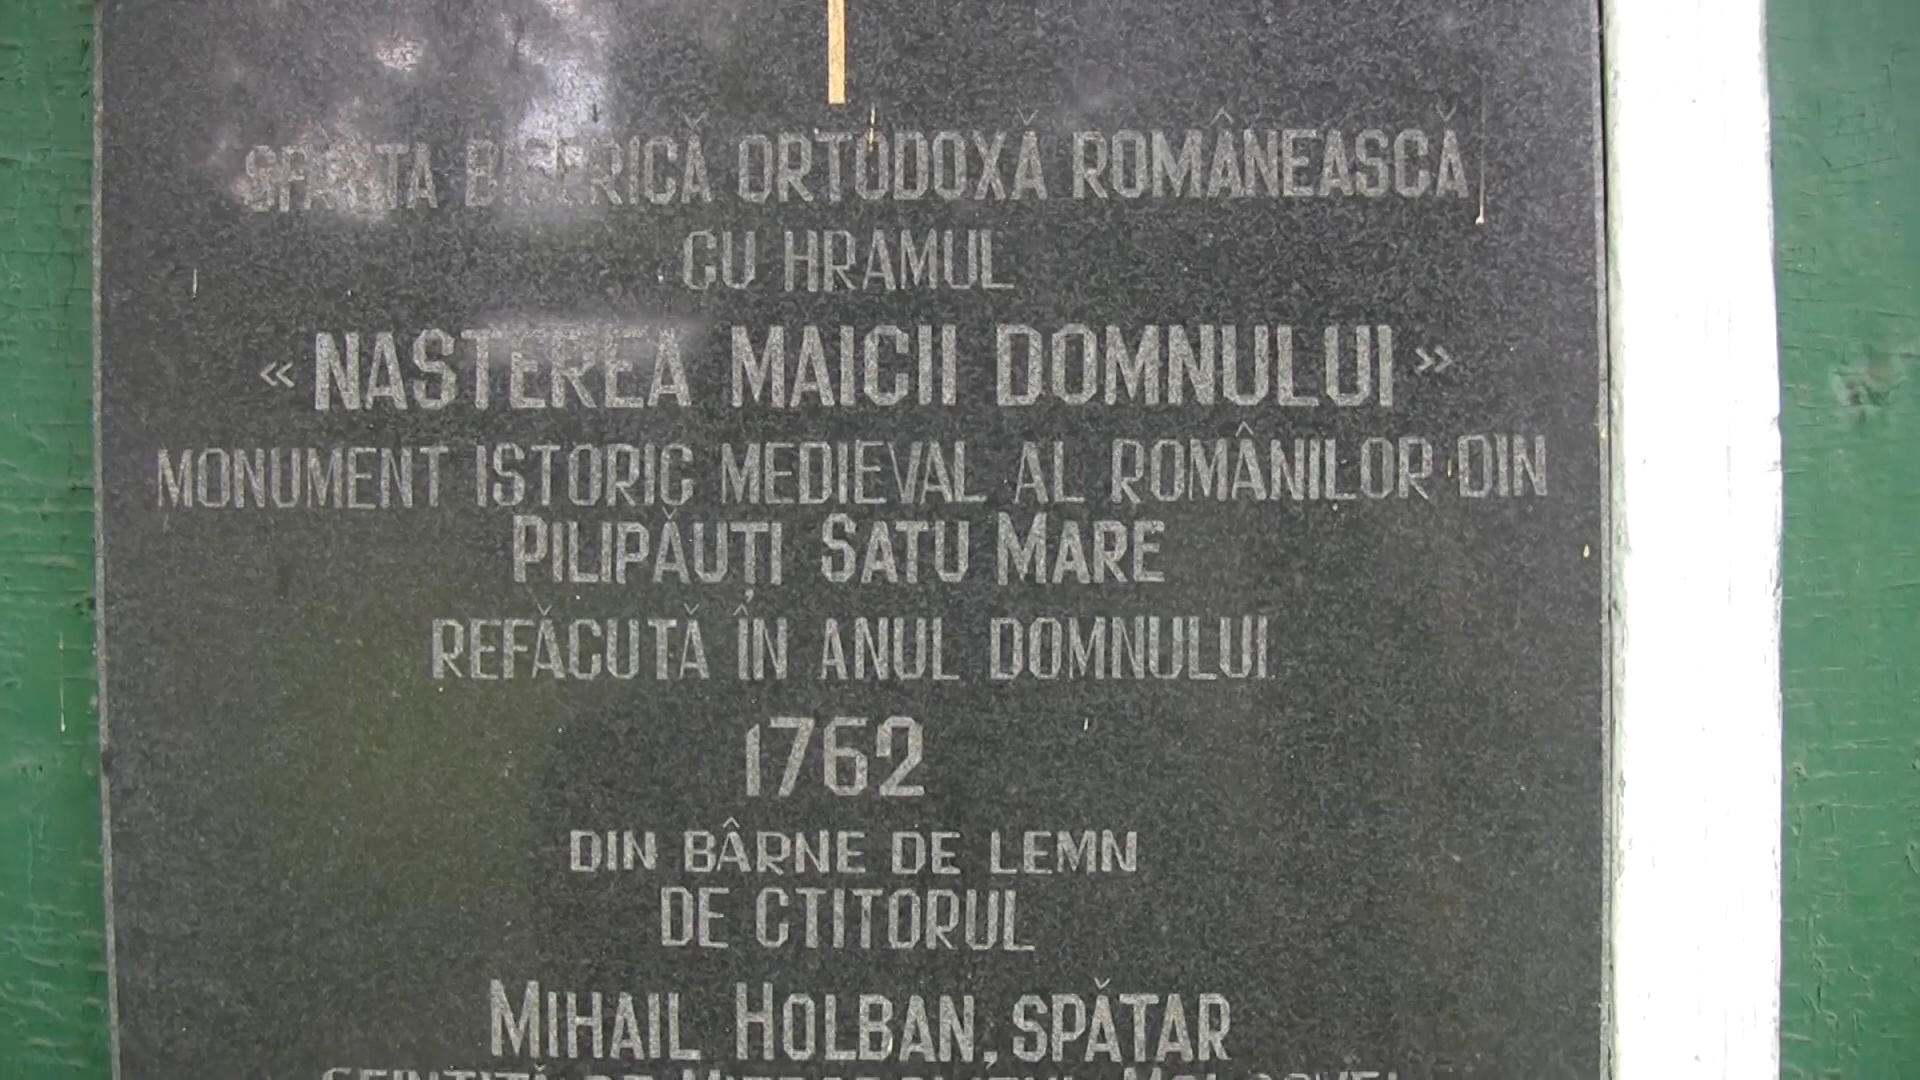 SFÂNTA BISERICĂ ORTODOXĂ ROMÂNEASCĂ
CU HRAMUL
«NASTEREA MAICII DOMNULUI»
MONUMENT ISTORIC MEDIEVAL AL ROMÂNILOR DIN
PILIPĂUȚI SATU MARE
REFĂCUTĂ ÎN ANUL DOMNULUI
1762
DIN BÂRNE DE LEMN
DE CTITORUL
MIHAIL HOLBAN, SPĂTAR